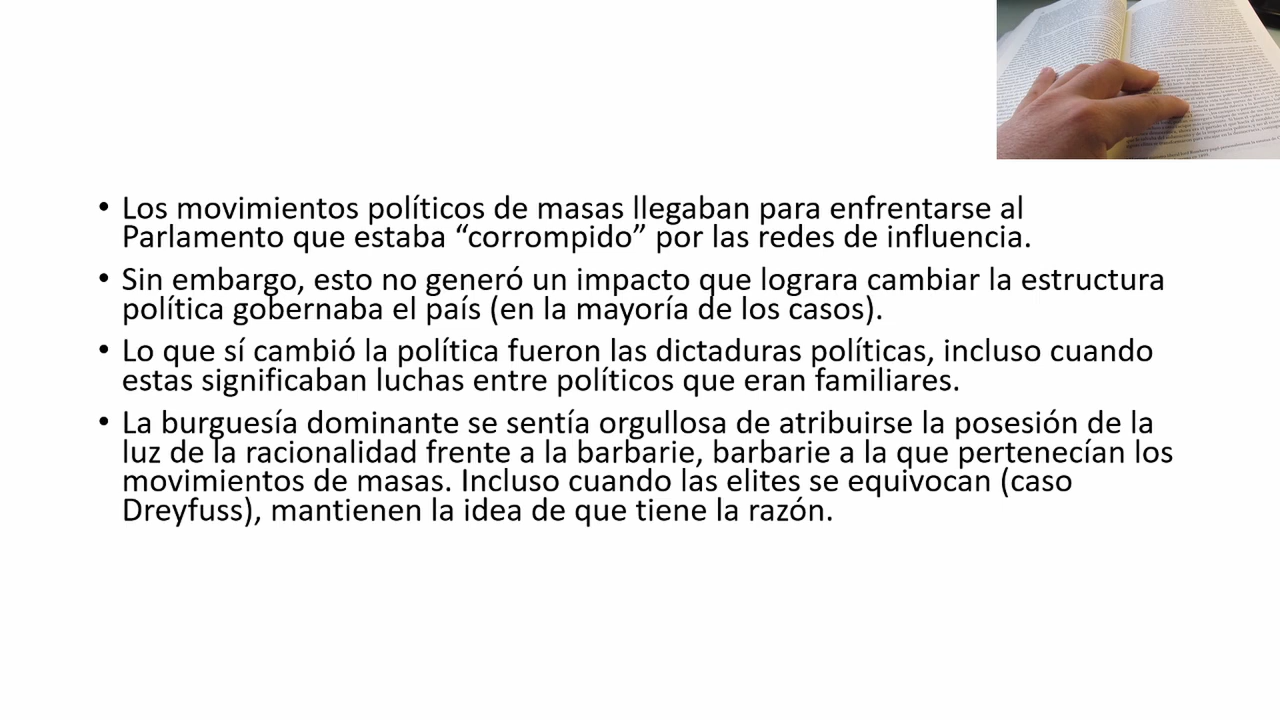 • Los movimientos políticos de masas llegaban para enfrentarse al
Parlamento que estaba “corrompido” por las redes de influencia.
• Sin embargo, esto no generó un impacto que lograra cambiar la estructura
política gobernaba el país (en la mayoría de los casos).
• Lo que sí cambió la política fueron las dictaduras políticas, incluso cuando
estas significaban luchas entre políticos que eran familiares.
• La burguesía dominante se sentía orgullosa de atribuirse la posesión de la
luz de la racionalidad frente a la barbarie, barbarie a la que pertenecían los
movimientos de masas. Incluso cuando las elites se equivocan (caso
Dreyfuss), mantienen la idea de que tiene la razón.